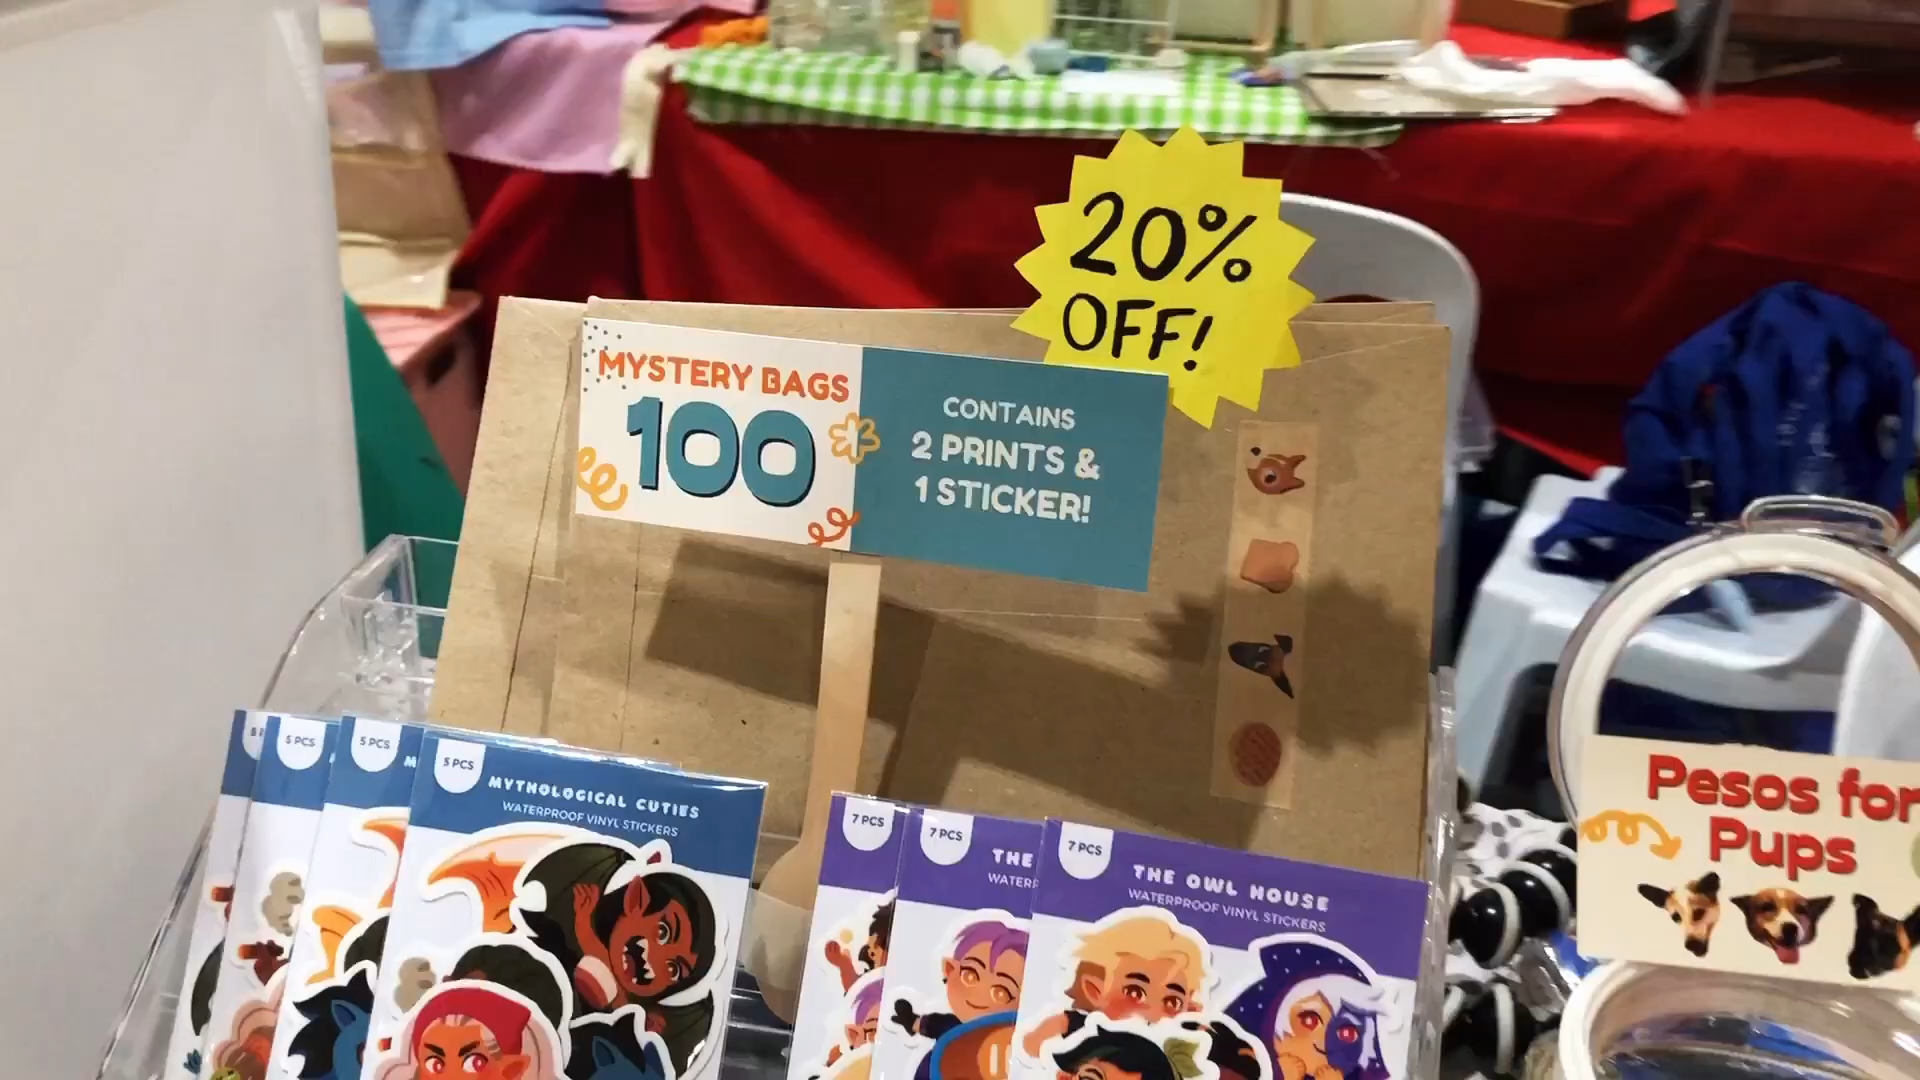 20%
OFF!
MYSTERY BAGS
100
CONTAINS
2 PRINTS &
1 STICKER!
5 PCS
5 PCS
5 PCS
MYTHOLOGICAL CUTIES
WATERPROOF VINYL STICKERS
7 PCS
7 PCS
THE
7 PCS
THE OWL HOUSE
WATERPROOF VINYL STICKERS
Pesos for
Pups